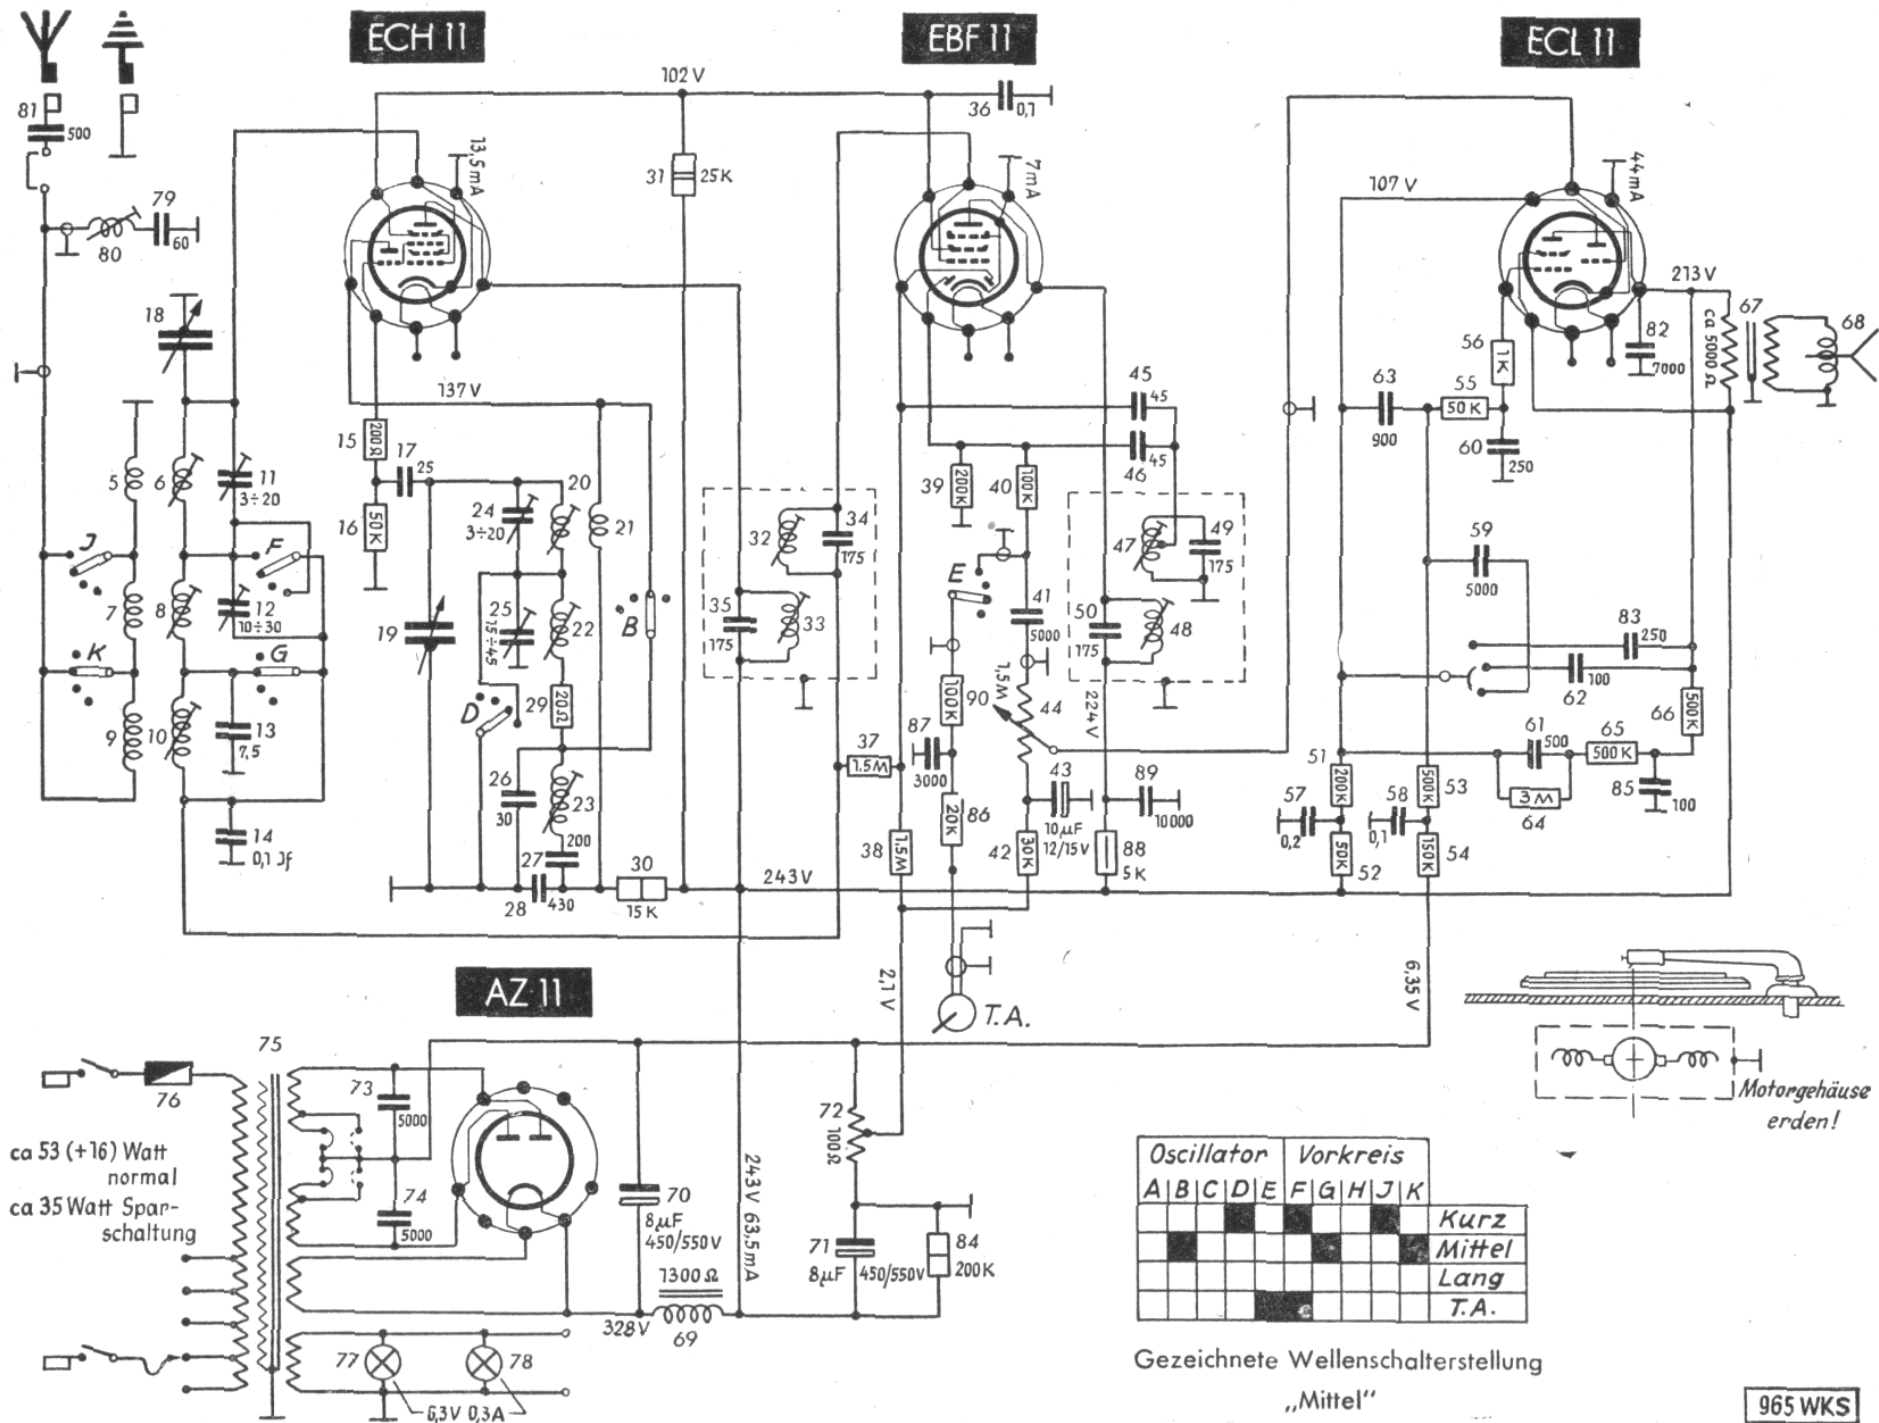 ECH 11
EBF 11
ECL 11
AZ 11
102 V
36
0,1
81
500
13,5 mA
7 mA
44 mA
31
25K
107 V
79
60
80
18
213 V
67
68
ca 5000 Ω
82
7000
56
1K
137 V
45
45
46
45
63
900
55
50 K
60
250
15
200Ω
17
25
16
50 K
5
6
11
3÷20
24
3÷20
20
21
39
200K
40
100K
32
34
175
47
49
175
J
F
7
8
12
10÷30
K
G
9
10
13
7,5
14
0,1 Jf
19
25
15÷45
22
D
29
20Ω
B
35
175
33
E
41
5000
50
175
48
59
5000
83
250
62
100
66
500K
1,5M
44
90
100K
87
3000
224V
37
1,5M
26
30
23
200
27
28
430
30
15 K
243V
38
1,5M
86
20K
42
30K
43
10µF
12/15V
89
10000
88
5 K
51
200K
57
0,2
50K
52
58
0,1
500K
53
150K
54
61
500
65
500 K
3M
64
85
100
2,1 V
T.A.
6,35 V
75
76
73
5000
74
5000
ca 53 (+16) Watt
normal
ca 35 Watt Spar-
schaltung
70
8µF
450/550V
72
100Ω
243V 63,5mA
71
8µF
450/550V
84
200K
1300 Ω
328V
69
77
78
6,3V 0,3A
Motorgehäuse
erden!
Oscillator Vorkreis
A B C D E F G H J K
Kurz
Mittel
Lang
T.A.
Gezeichnete Wellenschalterstellung
„Mittel"
965 WKS